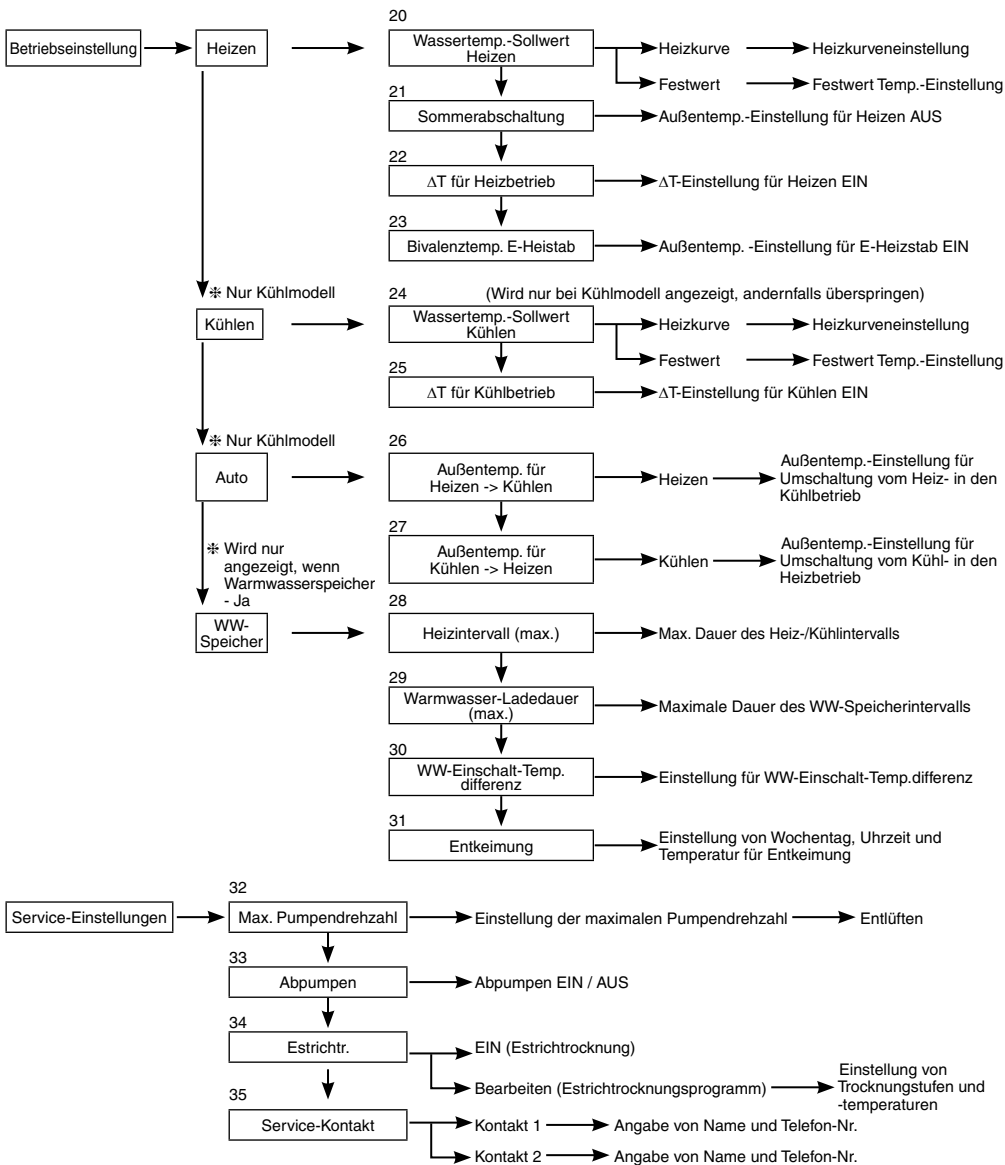 20
Betriebseinstellung
Heizen
Wassertemp.-Sollwert
Heizen
Heizkurve
Heizkurveneinstellung
Festwert
Festwert Temp.-Einstellung
21
Sommerabschaltung
Außentemp.-Einstellung für Heizen AUS
22
ΔT für Heizbetrieb
ΔT-Einstellung für Heizen EIN
23
Bivalenztemp. E-Heistab
Außentemp. -Einstellung für E-Heizstab EIN
❉ Nur Kühlmodell
24
(Wird nur bei Kühlmodell angezeigt, andernfalls überspringen)
Kühlen
Wassertemp.-Sollwert
Kühlen
Heizkurve
Heizkurveneinstellung
Festwert
Festwert Temp.-Einstellung
25
ΔT für Kühlbetrieb
ΔT-Einstellung für Kühlen EIN
❉ Nur Kühlmodell
26
Auto
Außentemp. für
Heizen -> Kühlen
Heizen
Außentemp.-Einstellung für
Umschaltung vom Heiz- in den
Kühlbetrieb
27
Außentemp. für
Kühlen -> Heizen
Kühlen
Außentemp.-Einstellung für
Umschaltung vom Kühl- in den
Heizbetrieb
❉ Wird nur
angezeigt, wenn
Warmwasserspeicher
- Ja
28
WW-
Speicher
Heizintervall (max.)
Max. Dauer des Heiz-/Kühlintervalls
29
Warmwasser-Ladedauer
(max.)
Maximale Dauer des WW-Speicherintervalls
30
WW-Einschalt-Temp.
differenz
Einstellung für WW-Einschalt-Temp.differenz
31
Entkeimung
Einstellung von Wochentag, Uhrzeit und
Temperatur für Entkeimung
32
Service-Einstellungen
Max. Pumpendrehzahl
Einstellung der maximalen Pumpendrehzahl
Entlüften
33
Abpumpen
Abpumpen EIN / AUS
34
Estrichtr.
EIN (Estrichtrocknung)
Bearbeiten (Estrichtrocknungsprogramm)
Einstellung von
Trocknungstufen und
-temperaturen
35
Service-Kontakt
Kontakt 1
Angabe von Name und Telefon-Nr.
Kontakt 2
Angabe von Name und Telefon-Nr.